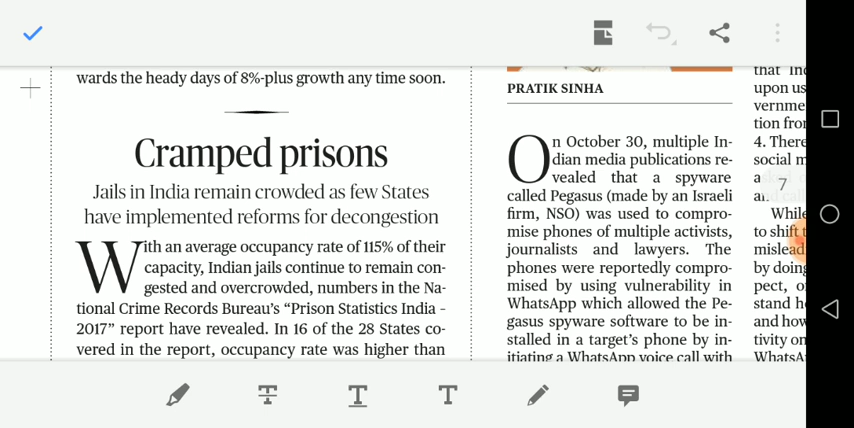 wards the heady days of 8%-plus growth any time soon.
Cramped prisons
Jails in India remain crowded as few States
have implemented reforms for decongestion
With an average occupancy rate of 115% of their
capacity, Indian jails continue to remain con-
gested and overcrowded, numbers in the Na-
tional Crime Records Bureau's “Prison Statistics India -
2017” report have revealed. In 16 of the 28 States co-
vered in the report, occupancy rate was higher than
PRATIK SINHA
On October 30, multiple In-
dian media publications re-
vealed that a spyware
called Pegasus (made by an Israeli
firm, NSO) was used to compro-
mise phones of multiple activists,
journalists and lawyers. The
phones were reportedly compro-
mised by using vulnerability in
WhatsApp which allowed the Pe-
gasus spyware software to be in-
stalled in a target's phone by in-
itiating a WhatsApp voice call with
that
upon us
tion
4. There
social
7
While
to shift
by doing
stand
and how
tivity on
T
T
T